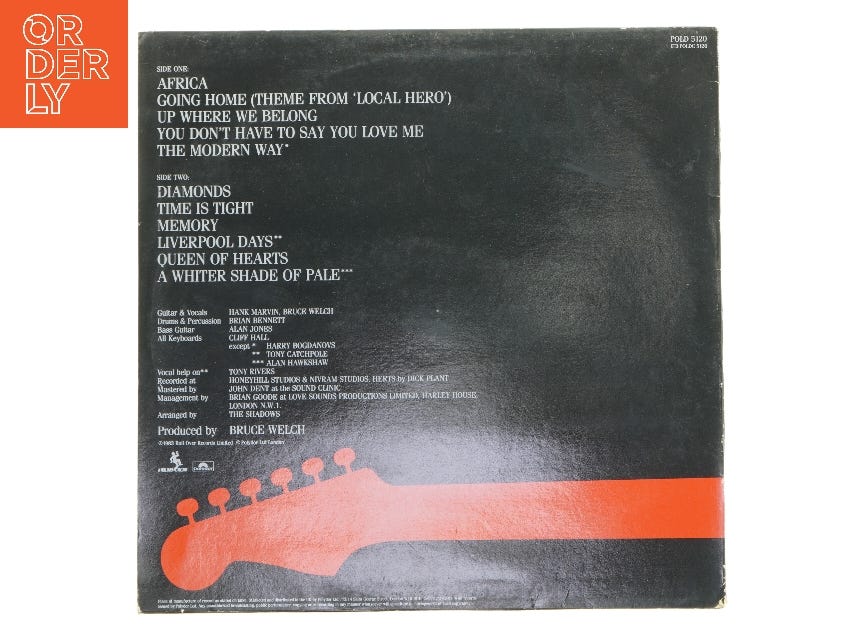 ORDERLY
POLD 5120
SIDE ONE:
AFRICA
GOING HOME (THEME FROM 'LOCAL HERO')
UP WHERE WE BELONG
YOU DON'T HAVE TO SAY YOU LOVE ME
THE MODERN WAY*
SIDE TWO:
DIAMONDS
TIME IS TIGHT
MEMORY
LIVERPOOL DAYS**
QUEEN OF HEARTS
A WHITER SHADE OF PALE***
Guitar & Vocals HANK MARVIN, BRUCE WELCH
Drums & Percussion BRIAN BENNETT
Bass Guitar ALAN JONES
All Keyboards CLIFF HALL
except * HARRY BOGDANOVS
** TONY CATCHPOLE
*** ALAN HAWKSHAW
Vocal help on** TONY RIVERS
Recorded at HONEYHILL STUDIOS & NIVRAM STUDIOS, HERTS by DICK PLANT
Mastered by JOHN DENT at the SOUND CLINIC
Management by BRIAN GOODE at LOVE SOUNDS PRODUCTIONS LIMITED, HARLEY HOUSE,
LONDON N.W.1.
Arranged by THE SHADOWS
Produced by BRUCE WELCH
1983 Roll Over Records Limited